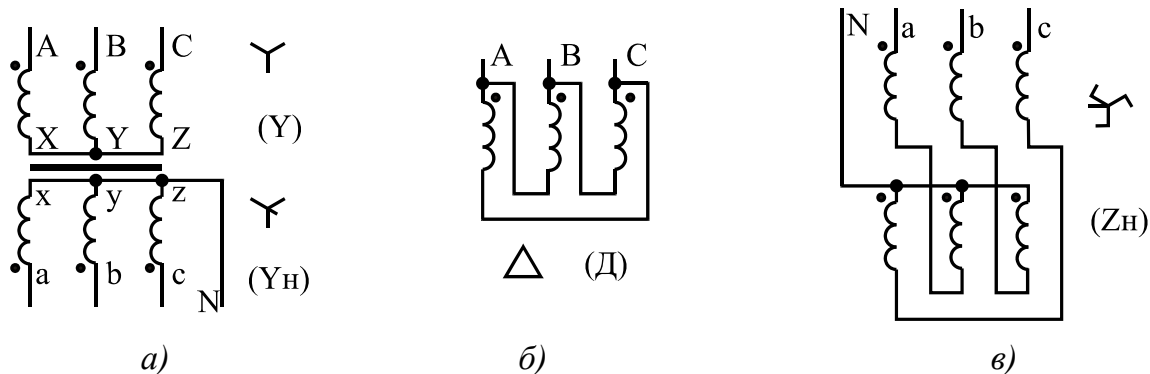 A B C
(Y)
X Y Z
x y z
a b c N
(Yн)
а)
A B C
(Д)
б)
N a b c
(Zн)
в)